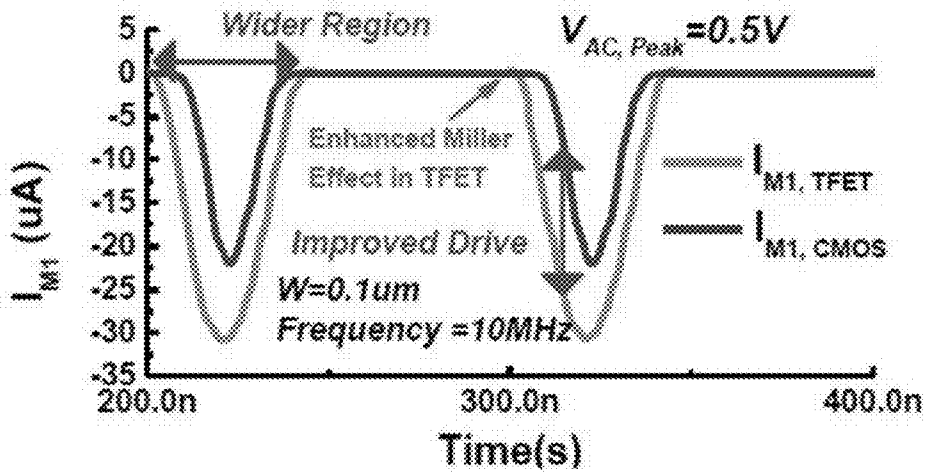 Wider Region
V_AC, Peak=0.5V
5
0
-5
-10
-15
-20
-25
-30
-35
I_M1 (uA)
Enhanced Miller
Effect in TFET
Improved Drive
W=0.1um
Frequency =10MHz
I_M1, TFET
I_M1, CMOS
200.0n
300.0n
400.0n
Time(s)